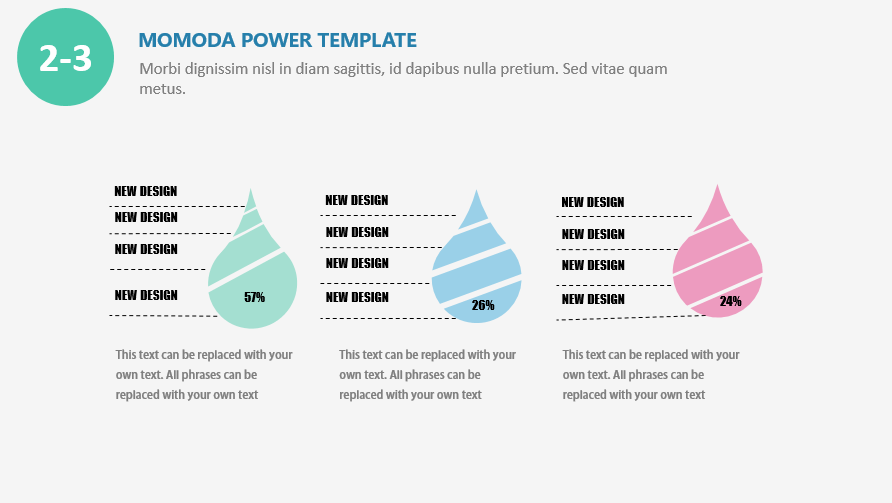 2-3
MOMODA POWER TEMPLATE
Morbi dignissim nisl in diam sagittis, id dapibus nulla pretium. Sed vitae quam
metus.
NEW DESIGN
NEW DESIGN
NEW DESIGN
NEW DESIGN
57%
This text can be replaced with your
own text. All phrases can be
replaced with your own text
NEW DESIGN
NEW DESIGN
NEW DESIGN
NEW DESIGN
26%
This text can be replaced with your
own text. All phrases can be
replaced with your own text
NEW DESIGN
NEW DESIGN
NEW DESIGN
NEW DESIGN
24%
This text can be replaced with your
own text. All phrases can be
replaced with your own text